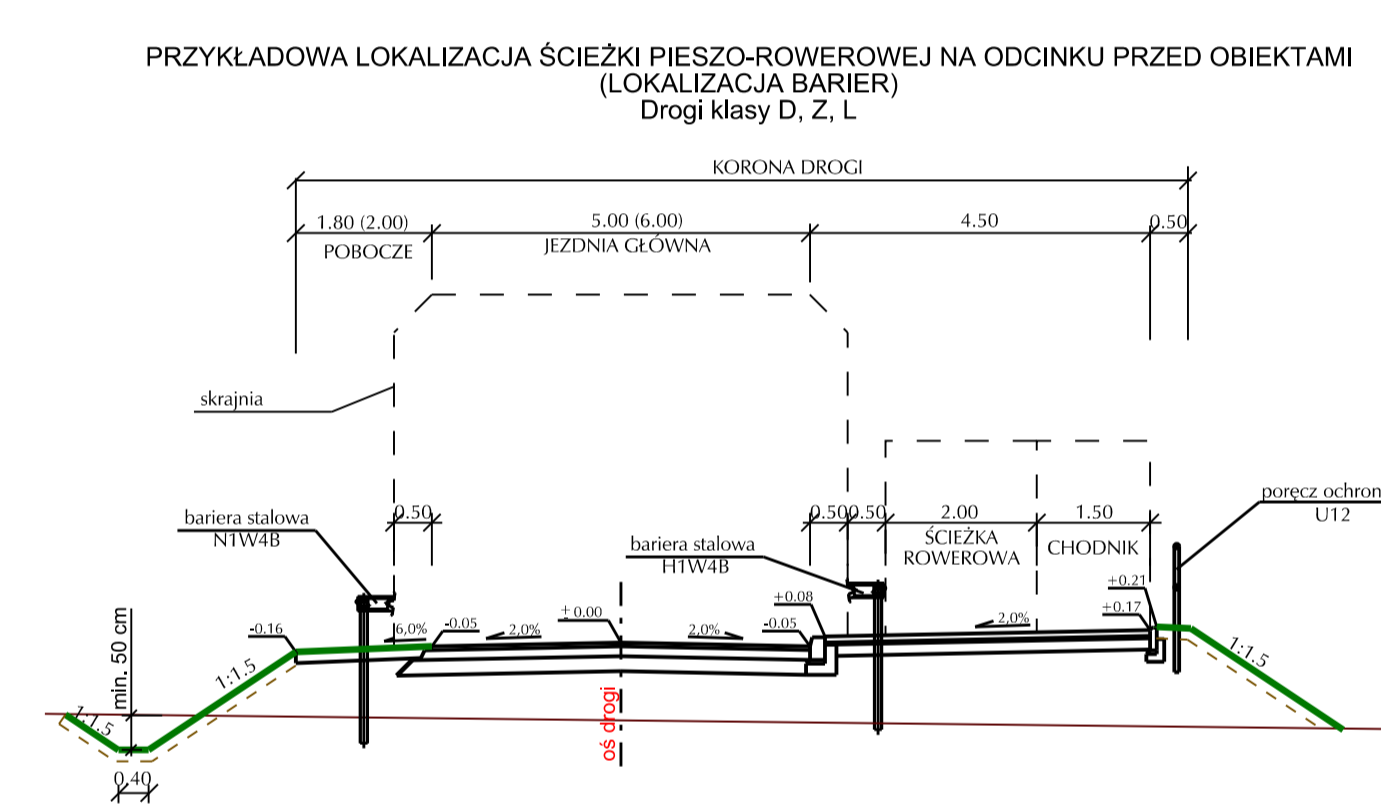 PRZYKŁADOWA LOKALIZACJA ŚCIEŻKI PIESZO-ROWEROWEJ NA ODCINKU PRZED OBIEKTAMI
(LOKALIZACJA BARIER)
Drogi klasy D, Z, L
KORONA DROGI
1.80 (2.00)
5.00 (6.00)
4.50
0.50
POBOCZE
JEZDNIA GŁÓWNA
skrajnia
bariera stalowa
N1W4B
0.50
bariera stalowa
H1W4B
0.50
0.50
2.00
1.50
ŚCIEŻKA
ROWEROWA
CHODNIK
poręcz ochron
U12
-0.16
6,0%
-0.05
2,0%
+0.00
2,0%
-0.05
+0.08
2,0%
+0.21
+0.17
min. 50 cm
1:1.5
1:1.5
1:1.5
oś drogi
0.40